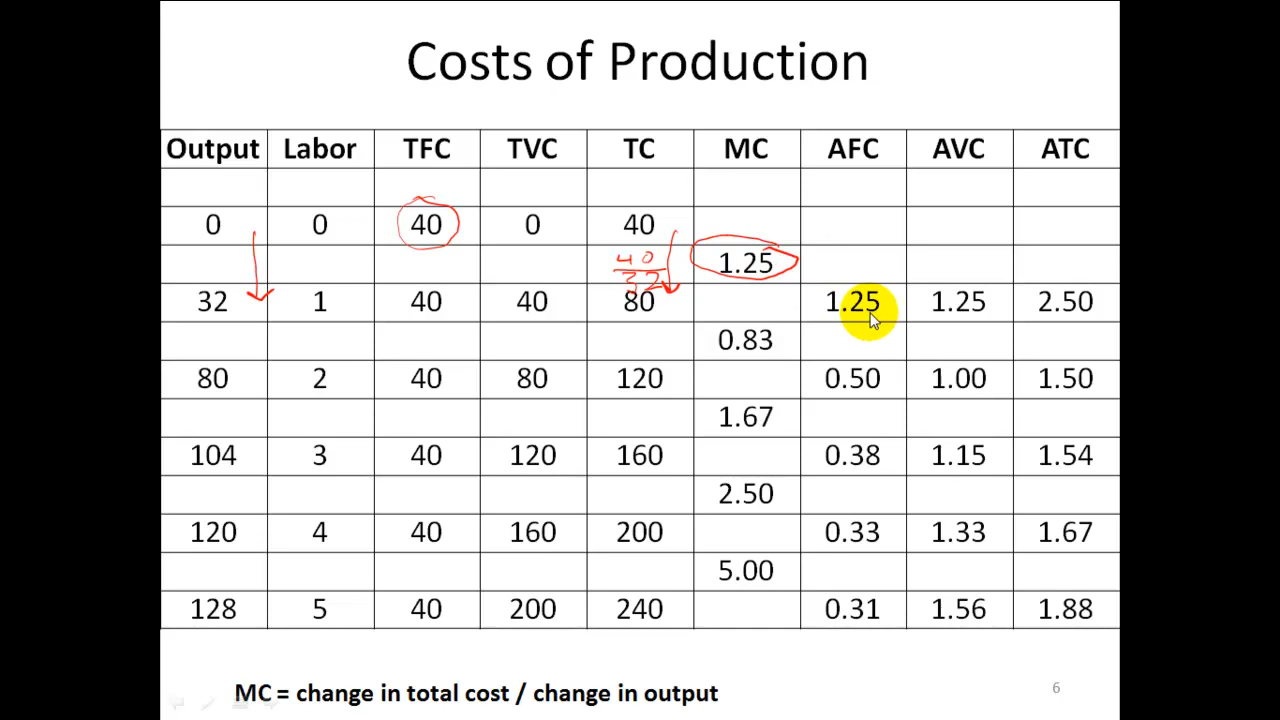 Costs of Production
Output Labor TFC TVC TC MC AFC AVC ATC
0 0 40 0 40
40
32
1.25
32 1 40 40 80 1.25 1.25 2.50
0.83
80 2 40 80 120 0.50 1.00 1.50
1.67
104 3 40 120 160 0.38 1.15 1.54
2.50
120 4 40 160 200 0.33 1.33 1.67
5.00
128 5 40 200 240 0.31 1.56 1.88
MC = change in total cost / change in output
6